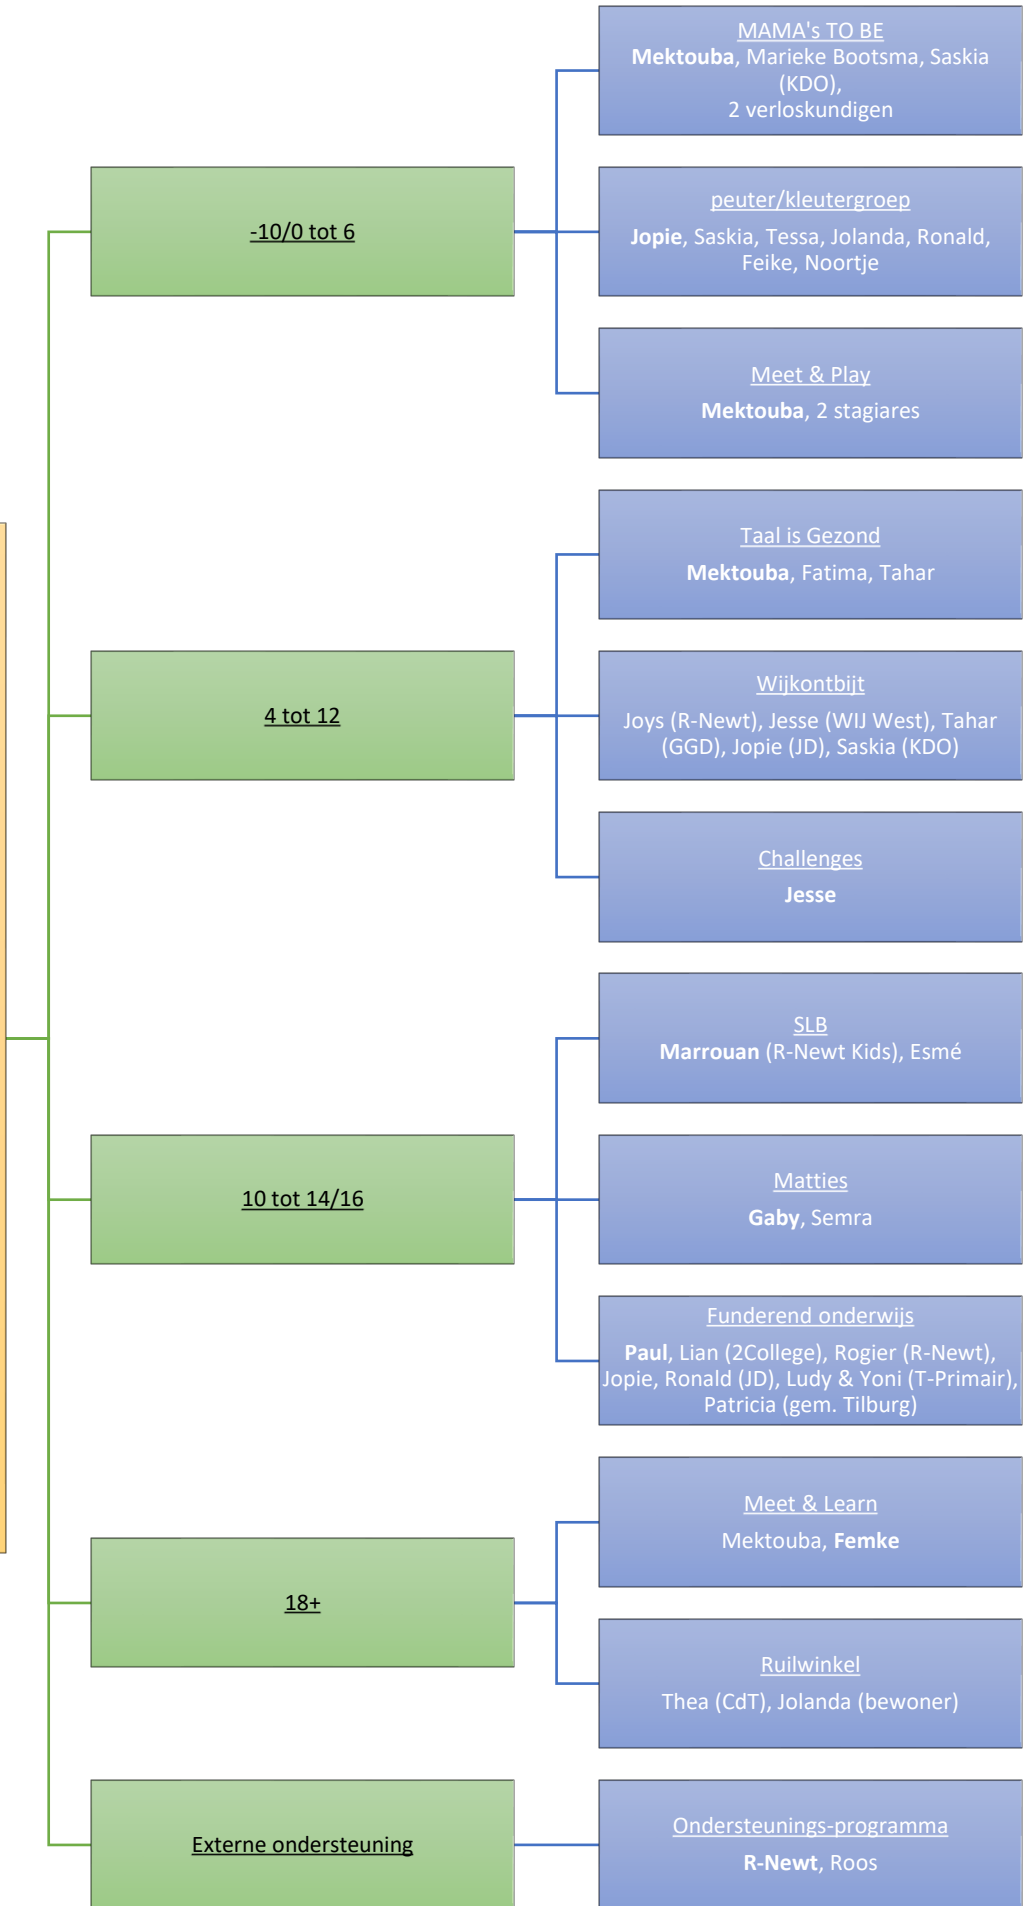 -10/0 tot 6
MAMA's TO BE
Mektouba, Marieke Bootsma, Saskia
(KDO),
2 verloskundigen
peuter/kleutergroep
Jopie, Saskia, Tessa, Jolanda, Ronald,
Feike, Noortje
Meet & Play
Mektouba, 2 stagiares
4 tot 12
Taal is Gezond
Mektouba, Fatima, Tahar
Wijkontbijt
Joys (R-Newt), Jesse (WIJ West), Tahar
(GGD), Jopie (JD), Saskia (KDO)
Challenges
Jesse
10 tot 14/16
SLB
Marrouan (R-Newt Kids), Esmé
Matties
Gaby, Semra
Funderend onderwijs
Paul, Lian (2College), Rogier (R-Newt),
Jopie, Ronald (JD), Ludy & Yoni (T-Primair),
Patricia (gem. Tilburg)
18+
Meet & Learn
Mektouba, Femke
Ruilwinkel
Thea (CdT), Jolanda (bewoner)
Externe ondersteuning
Ondersteunings-programma
R-Newt, Roos